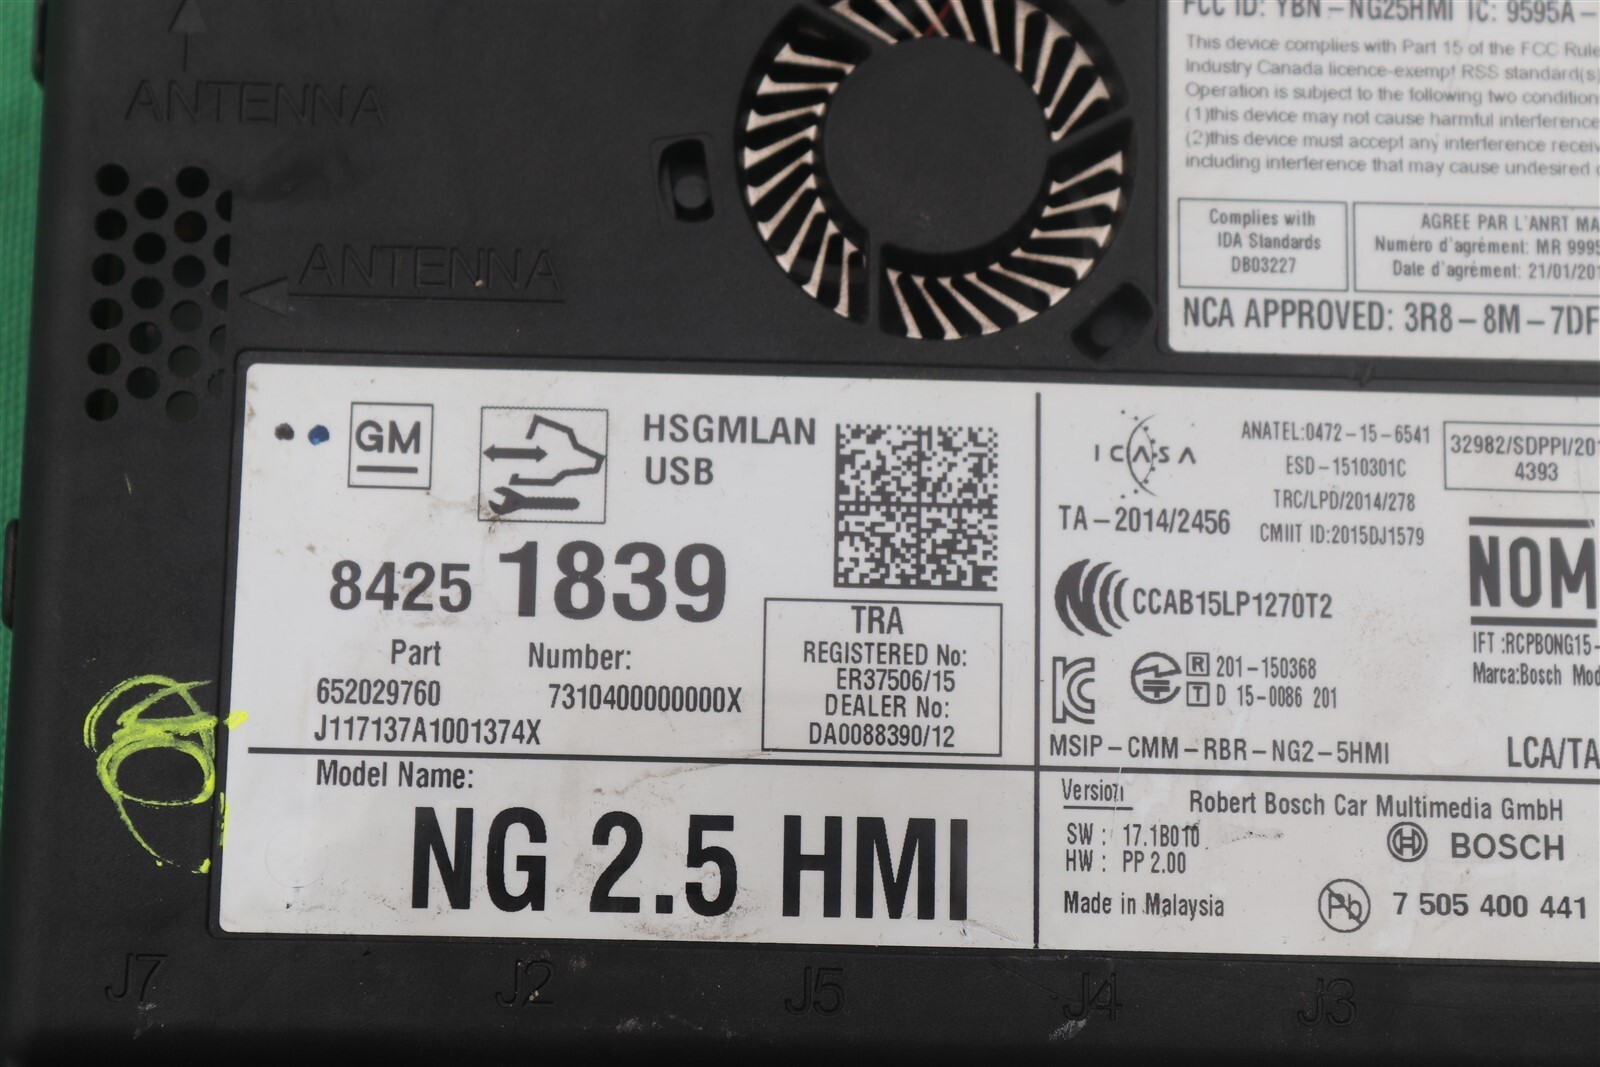 ANTENNA
ANTENNA
FCC ID: YBN-NG25HMI IC: 9595A-
This device complies with Part 15 of the FCC Rule
Industry Canada licence-exempt RSS standard(s)
Operation is subject to the following two condition
(1)this device may not cause harmful interference
(2)this device must accept any interference receiv
including interference that may cause undesired
Complies with
IDA Standards
DB03227
AGREE PAR L'ANRT MA
Numéro d'agrément: MR 9995
Date d'agrément: 21/01/201
NCA APPROVED: 3R8-8M-7DF
GM
HSGMLAN
USB
8425 1839
Part Number:
652029760 7310400000000X
J117137A1001374X
TRA
REGISTERED No:
ER37506/15
DEALER No:
DA0088390/12
Model Name:
NG 2.5 HMI
ICASA
TA-2014/2456
ANATEL:0472-15-6541
ESD-1510301C
TRC/LPD/2014/278
CMIIT ID:2015DJ1579
32982/SDPPI/201
4393
CCAB15LP1270T2
NOM
IFT :RCPBONG15-
Marca:Bosch Mod
R 201-150368
T D 15-0086 201
MSIP-CMM-RBR-NG2-5HMI
LCA/TA
Version
SW : 17.1B010
HW : PP 2.00
Made in Malaysia
Robert Bosch Car Multimedia GmbH
BOSCH
Pb
7 505 400 441
J7
J2
J5
J4
J3